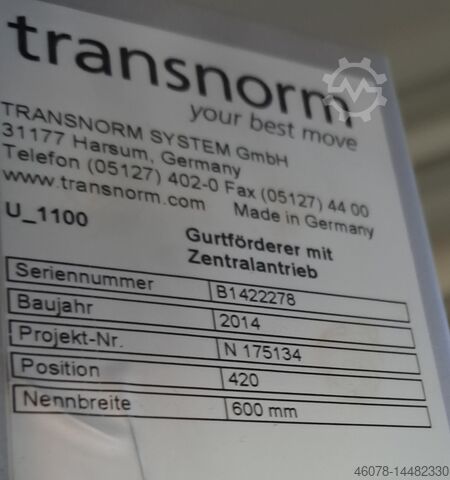 transnorm
your best move
TRANSNORM SYSTEM GmbH
31177 Harsum, Germany
Telefon (05127) 402-0 Fax (05127) 44 00
www.transnorm.com Made in Germany
U_1100 Gurtförderer mit
Zentralantrieb
Seriennummer B1422278
Baujahr 2014
Projekt-Nr. N 175134
Position 420
Nennbreite 600 mm
46078-14482330